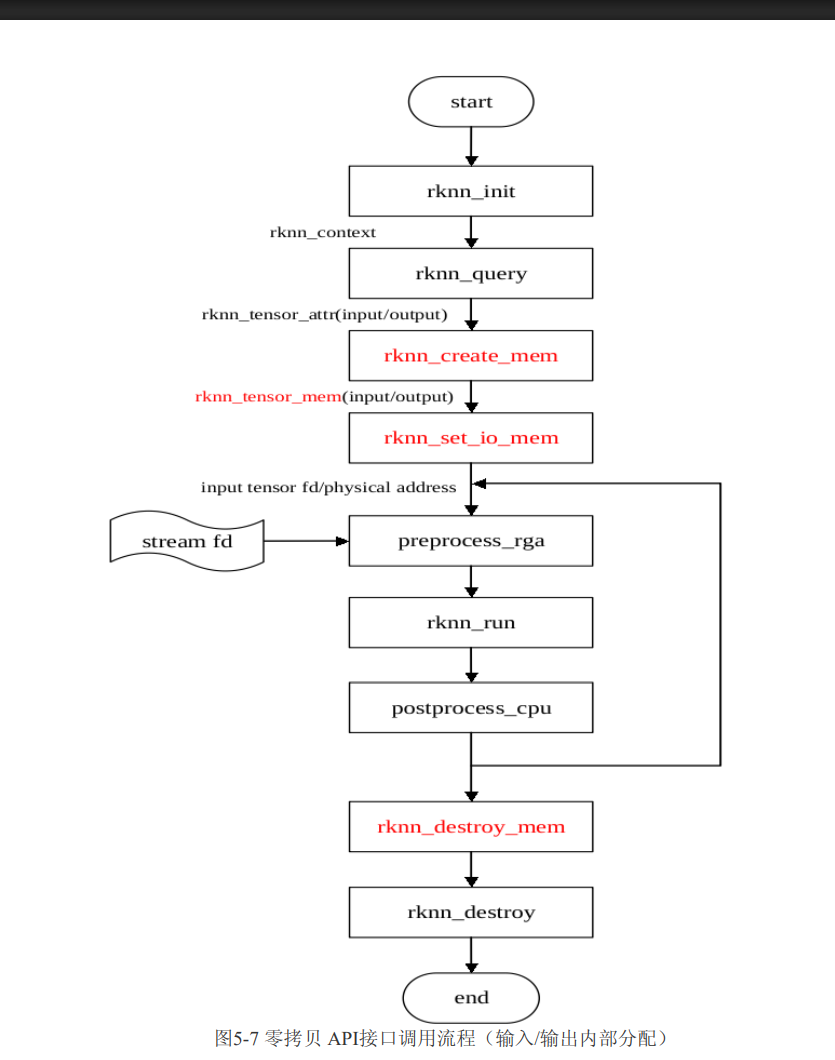 start
rknn_init
rknn_context
rknn_query
rknn_tensor_attr(input/output)
rknn_create_mem
rknn_tensor_mem(input/output)
rknn_set_io_mem
input tensor fd/physical address
stream fd
preprocess_rga
rknn_run
postprocess_cpu
rknn_destroy_mem
rknn_destroy
end
图5-7 零拷贝 API接口调用流程（输入/输出内部分配）